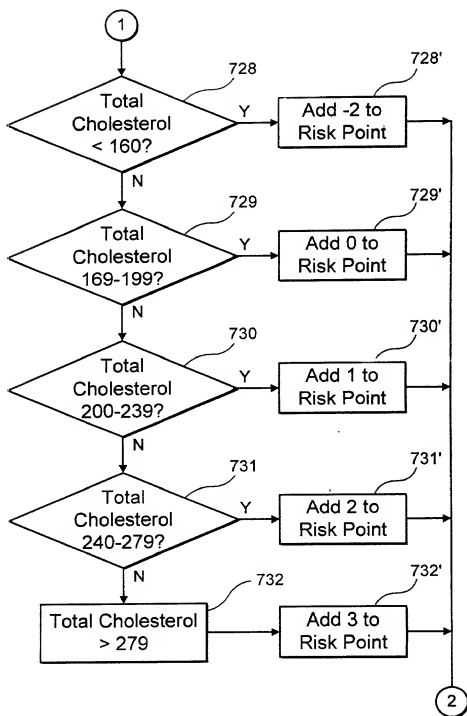 1
728
Total
Cholesterol
< 160?
Y
728'
Add -2 to
Risk Point
N
729
Total
Cholesterol
169-199?
Y
729'
Add 0 to
Risk Point
N
730
Total
Cholesterol
200-239?
Y
730'
Add 1 to
Risk Point
N
731
Total
Cholesterol
240-279?
Y
731'
Add 2 to
Risk Point
N
732
Total Cholesterol
> 279
732'
Add 3 to
Risk Point
2